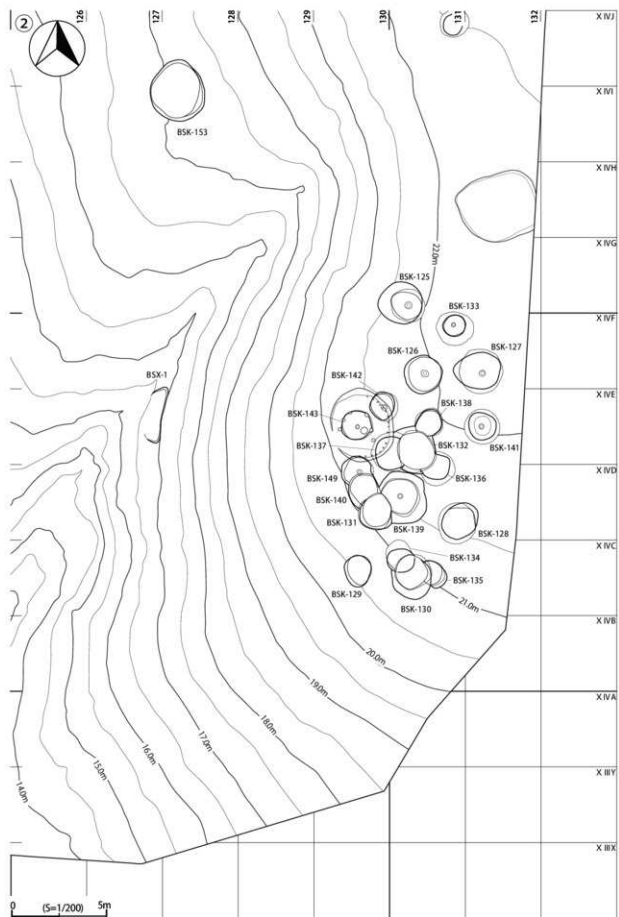 ②
126
127
128
129
130
131
132
X IVJ
X IVI
BSK-153
X IVH
X IVG
22.0m
BSK-125
BSK-133
X IVF
BSK-126
BSK-127
BSX-1
BSK-142
X IVE
BSK-138
BSK-143
BSK-132
BSK-141
BSK-137
X IVD
BSK-149
BSK-136
BSK-140
BSK-131
BSK-139
BSK-128
X IVC
BSK-134
BSK-129
BSK-135
BSK-130
21.0m
X IVB
20.0m
19.0m
X IVA
18.0m
17.0m
16.0m
15.0m
14.0m
X IIIY
X IIIX
0 (S=1/200) 5m